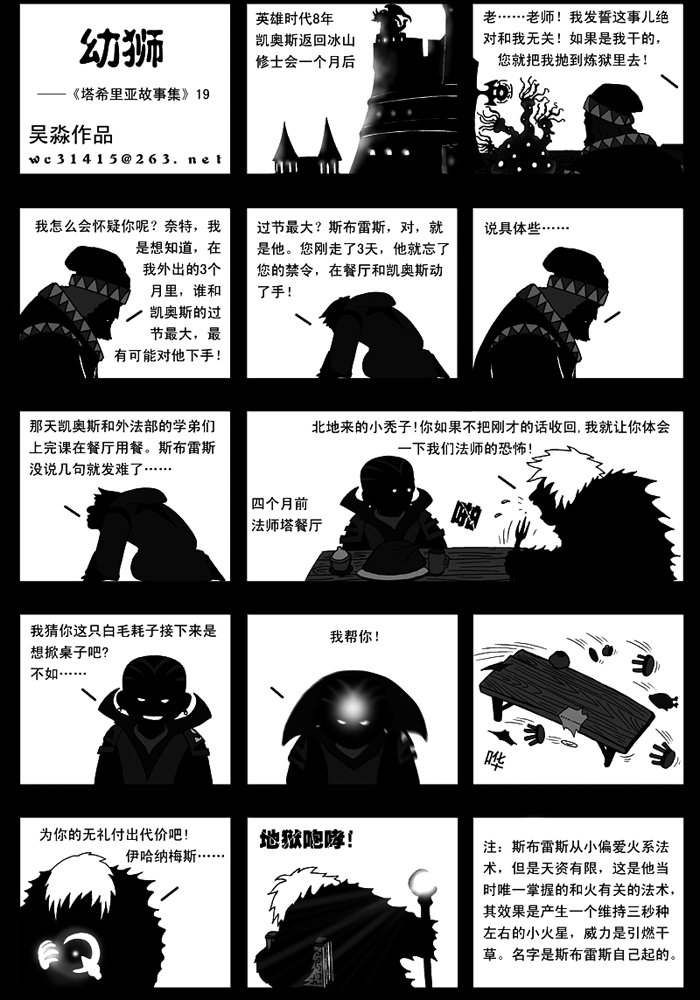 幼狮
——《塔希里亚故事集》19
吴淼作品
wc31415@263.net
英雄时代8年
凯奥斯返回冰山
修士会一个月后
老……老师！我发誓这事儿绝
对和我无关！如果是我干的，
您就把我抛到炼狱里去！
我怎么会怀疑你呢？奈特，我
是想知道，在
我外出的3个
月里，谁和
凯奥斯的过
节最大，最
有可能对他下手！
过节最大？斯布雷斯，对，就
是他。您刚走了3天，他就忘了
您的禁令，在餐厅和凯奥斯动
了手！
说具体些……
那天凯奥斯和外法部的学弟们
上完课在餐厅用餐。斯布雷斯
没说几句就发难了……
北地来的小秃子！你如果不把刚才的话收回，我就让你体会
一下我们法师的恐怖！
四个月前
法师塔餐厅
我猜你这只白毛耗子接下来是
想掀桌子吧？
不如……
我帮你！
哗
为你的无礼付出代价吧！
伊哈纳梅斯……
地狱咆哮！
注：斯布雷斯从小偏爱火系法
术，但是天资有限，这是他当
时唯一掌握的和火有关的法术，
其效果是产生一个维持三秒种
左右的小火星，威力是引燃干
草。名字是斯布雷斯自己起的。